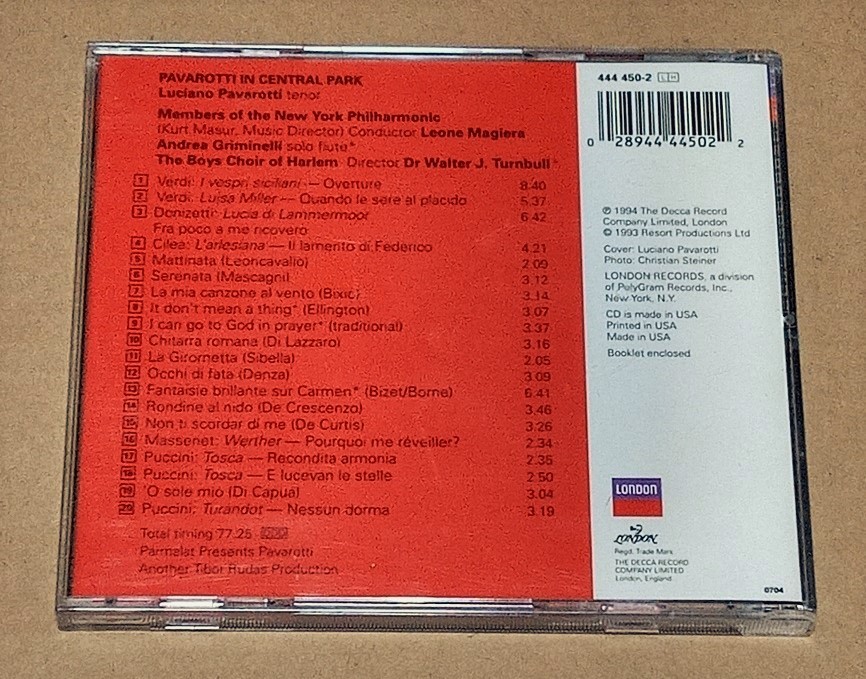 PAVAROTTI IN CENTRAL PARK
Luciano Pavarotti tenor
Members of the New York Philharmonic
(Kurt Masur, Music Director) Conductor Leone Magiera
Andrea Griminelli solo flute*
The Boys Choir of Harlem Director Dr Walter J. Turnbull*
1 Verdi: I vespri siciliani — Overture 8.40
2 Verdi: Luisa Miller — Quando le sere al placido 5.37
3 Donizetti: Lucia di Lammermoor 6.42
Fra poco a me ricovero
4 Cilea: L'arlesiana — Il lamento di Federico 4.21
5 Mattinata (Leoncavallo) 2.09
6 Serenata (Mascagni) 3.12
7 La mia canzone al vento (Bixio) 3.14
8 It don't mean a thing* (Ellington) 3.07
9 I can go to God in prayer* (traditional) 3.37
10 Chitarra romana (Di Lazzaro) 3.16
11 La Girometta (Sibella) 2.05
12 Occhi di fata (Denza) 3.09
13 Fantaisie brillante sur Carmen* (Bizet/Borne) 6.41
14 Rondine al nido (De Crescenzo) 3.46
15 Non ti scordar di me (De Curtis) 3.26
16 Massenet: Werther — Pourquoi me réveiller? 2.34
17 Puccini: Tosca — Recondita armonia 2.35
18 Puccini: Tosca — E lucevan le stelle 2.50
19 'O sole mio (Di Capua) 3.04
20 Puccini: Turandot — Nessun dorma 3.19
Total timing 77.25 DDD
Parmalat Presents Pavarotti
Another Tibor Rudas Production
444 450-2 LH
0 28944 44502 2
℗ 1994 The Decca Record
Company Limited, London
© 1993 Resort Productions Ltd
Cover: Luciano Pavarotti
Photo: Christian Steiner
LONDON RECORDS, a division
of PolyGram Records, Inc.,
New York, N.Y.
CD is made in USA
Printed in USA
Made in USA
Booklet enclosed
LONDON
LONDON
Regd. Trade Mark
THE DECCA RECORD
COMPANY LIMITED
London, England
0704